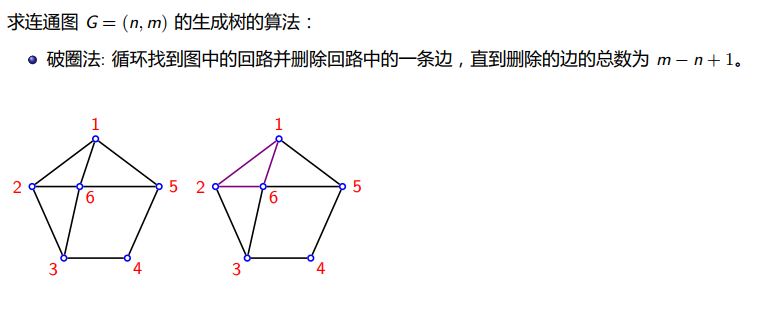 求连通图 G = (n, m) 的生成树的算法：
破圈法: 循环找到图中的回路并删除回路中的一条边，直到删除的边的总数为 m − n + 1。
1 1
2 5 2 5
6 6
3 4 3 4